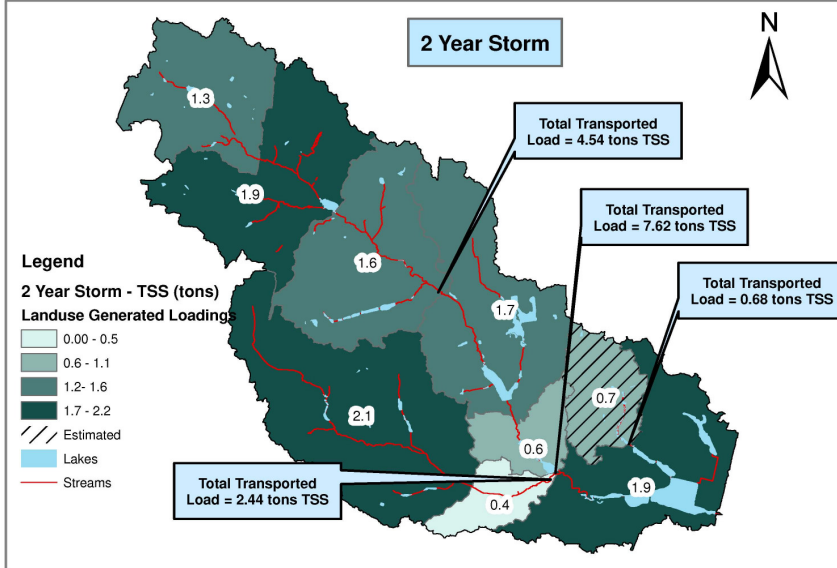 2 Year Storm
N
1.3
Total Transported
Load = 4.54 tons TSS
1.9
Total Transported
Load = 7.62 tons TSS
1.6
Legend
2 Year Storm - TSS (tons)
Landuse Generated Loadings
0.00 - 0.5
0.6 - 1.1
1.2- 1.6
1.7 - 2.2
Estimated
Lakes
Streams
Total Transported
Load = 0.68 tons TSS
1.7
0.7
2.1
0.6
Total Transported
Load = 2.44 tons TSS
0.4
1.9